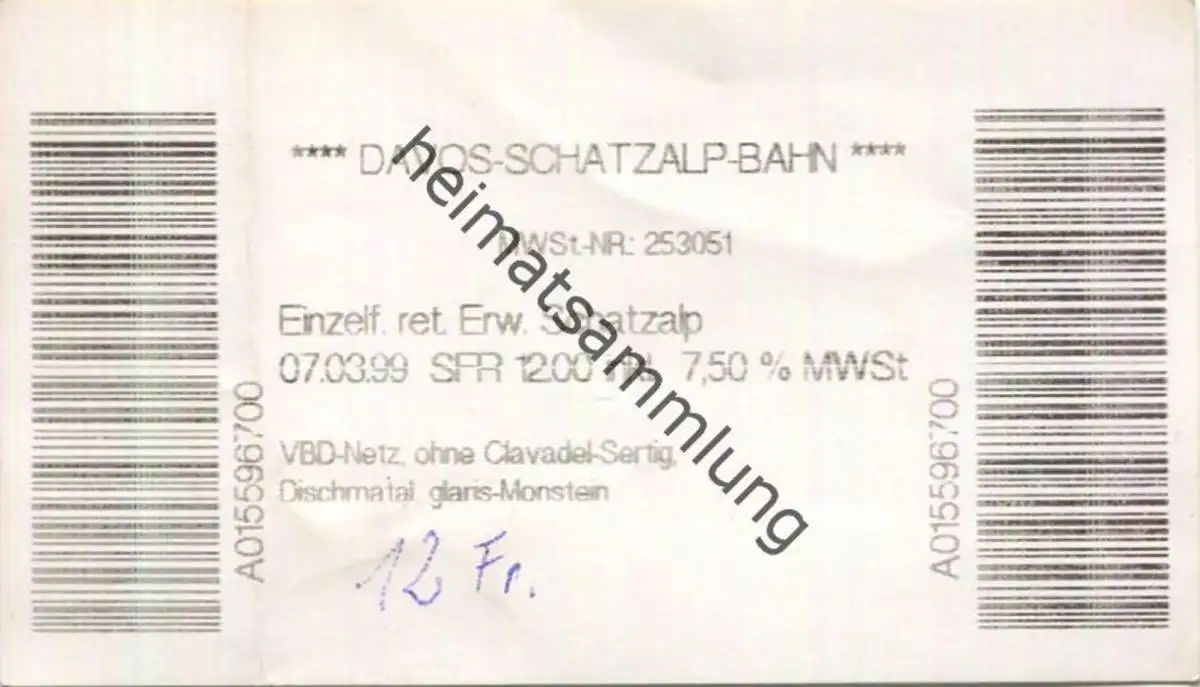 **** DAVOS-SCHATZALP-BAHN ****
MWSt.-NR.: 253051
Einzelf. ret. Erw. Schatzalp
07.03.99 SFR 12.00 inkl. 7,50 % MWSt
VBD-Netz, ohne Clavadel-Sertig,
Dischmatal glaris-Monstein
12 Fr.
A015596700
A015596700
heimatsammlung